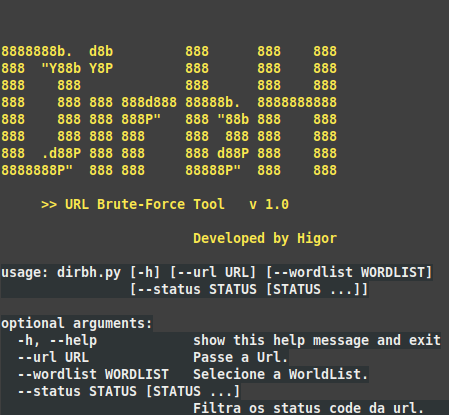 8888888b.  d8b         888      888    888
888  "Y88b Y8P         888      888    888
888    888             888      888    888
888    888 888 888d888 88888b.  8888888888
888    888 888 888P"   888 "88b 888    888
888    888 888 888     888  888 888    888
888  .d88P 888 888     888 d88P 888    888
8888888P"  888 888     88888P"  888    888
>> URL Brute-Force Tool   v 1.0
Developed by Higor
usage: dirbh.py [-h] [--url URL] [--wordlist WORDLIST]
[--status STATUS [STATUS ...]]
optional arguments:
-h, --help            show this help message and exit
--url URL             Passe a Url.
--wordlist WORDLIST   Selecione a WorldList.
--status STATUS [STATUS ...]
Filtra os status code da url.